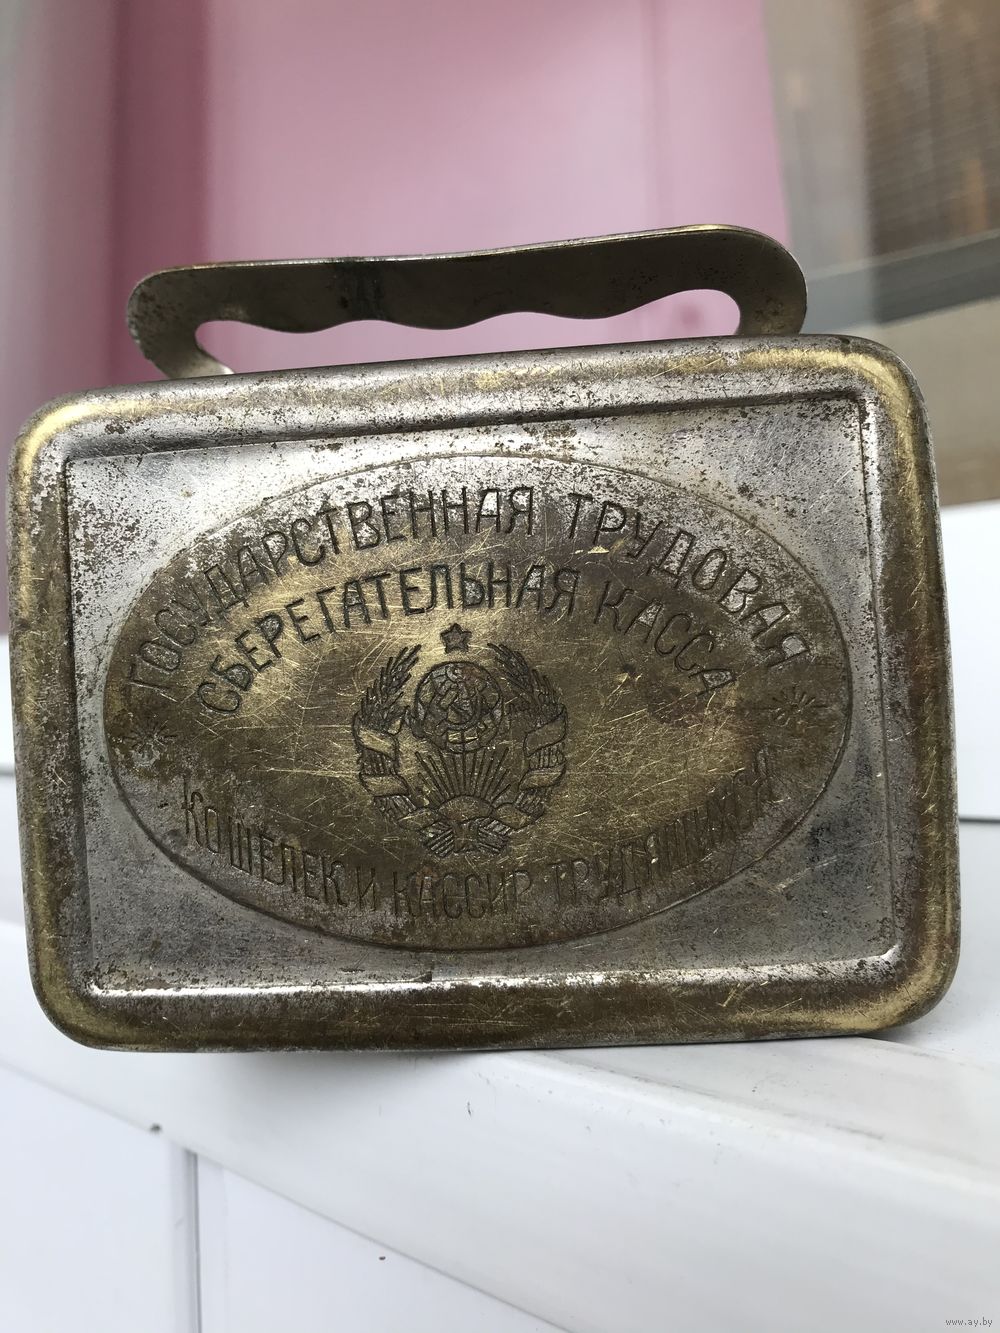 ГОСУДАРСТВЕННАЯ ТРУДОВАЯ
СБЕРЕГАТЕЛЬНАЯ КАССА
КОШЕЛЕК И КАССИР ТРУДЯЩИХСЯ
www.ay.by